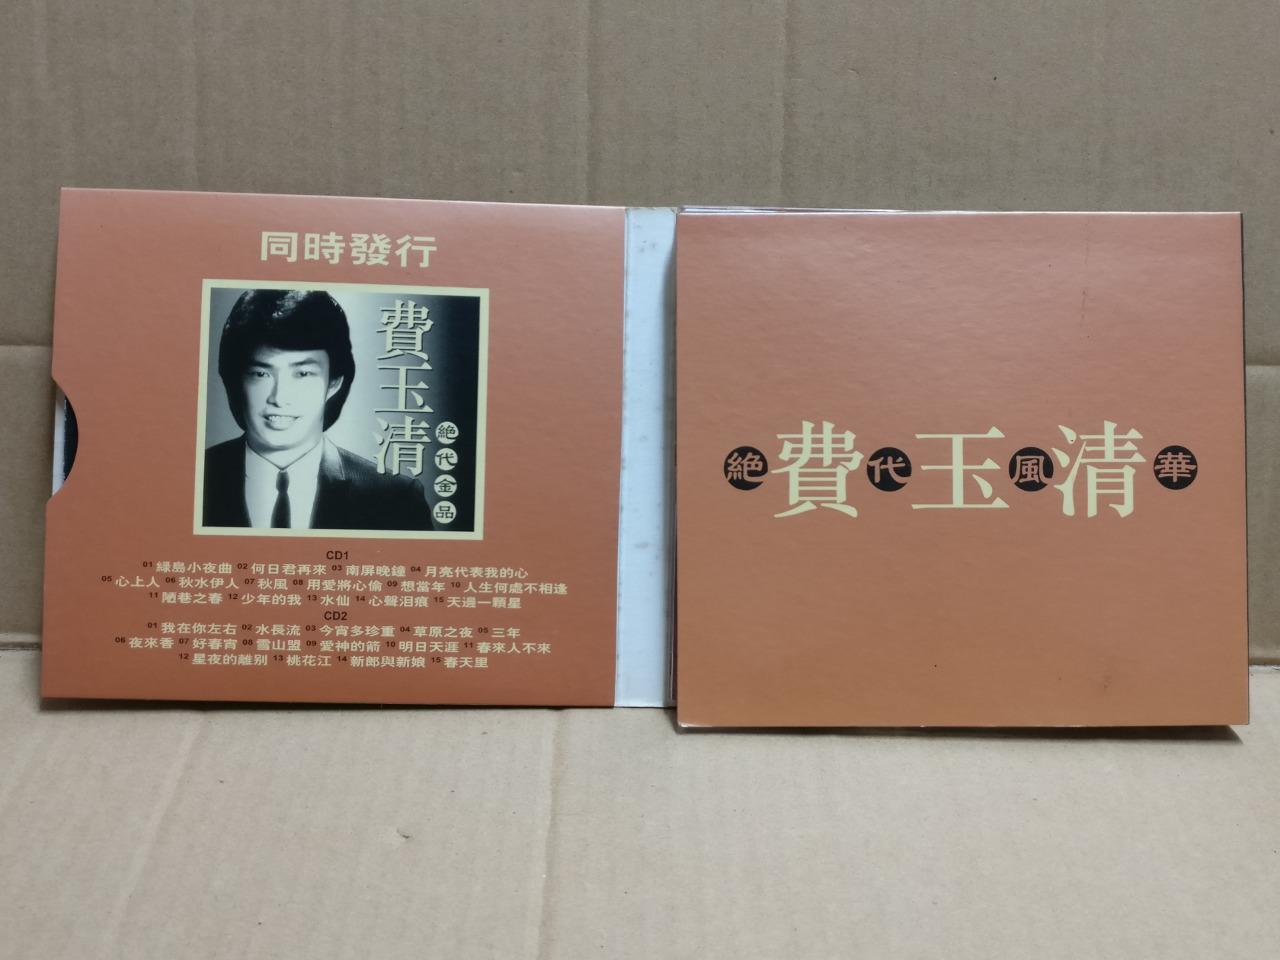 同時發行
費玉清
絕代金品
CD1
01 綠島小夜曲 02 何日君再來 03 南屏晚鐘 04 月亮代表我的心
05 心上人 06 秋水伊人 07 秋風 08 用愛將心偷 09 想當年 10 人生何處不相逢
11 陋巷之春 12 少年的我 13 水仙 14 心聲淚痕 15 天邊一顆星
CD2
01 我在你左右 02 水長流 03 今宵多珍重 04 草原之夜 05 三年
06 夜來香 07 好春宵 08 雪山盟 09 愛神的箭 10 明日天涯 11 春來人不來
12 星夜的離別 13 桃花江 14 新郎與新娘 15 春天里
絕費代玉風清華